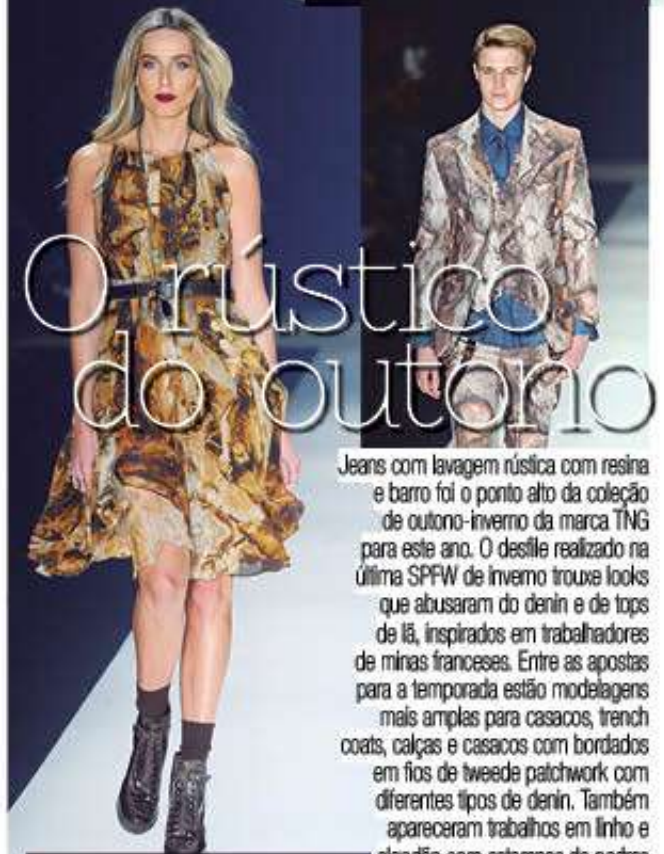 O rústico
do outono
Jeans com lavagem rústica com resina
e barro foi o ponto alto da coleção
de outono-inverno da marca TNG
para este ano. O desfile realizado na
última SPFW de inverno trouxe looks
que abusaram do denin e de tops
de lã, inspirados em trabalhadores
de minas franceses. Entre as apostas
para a temporada estão modelagens
mais amplas para casacos, trench
coats, calças e casacos com bordados
em fios de tweede patchwork com
diferentes tipos de denin. Também
apareceram trabalhos em linho e